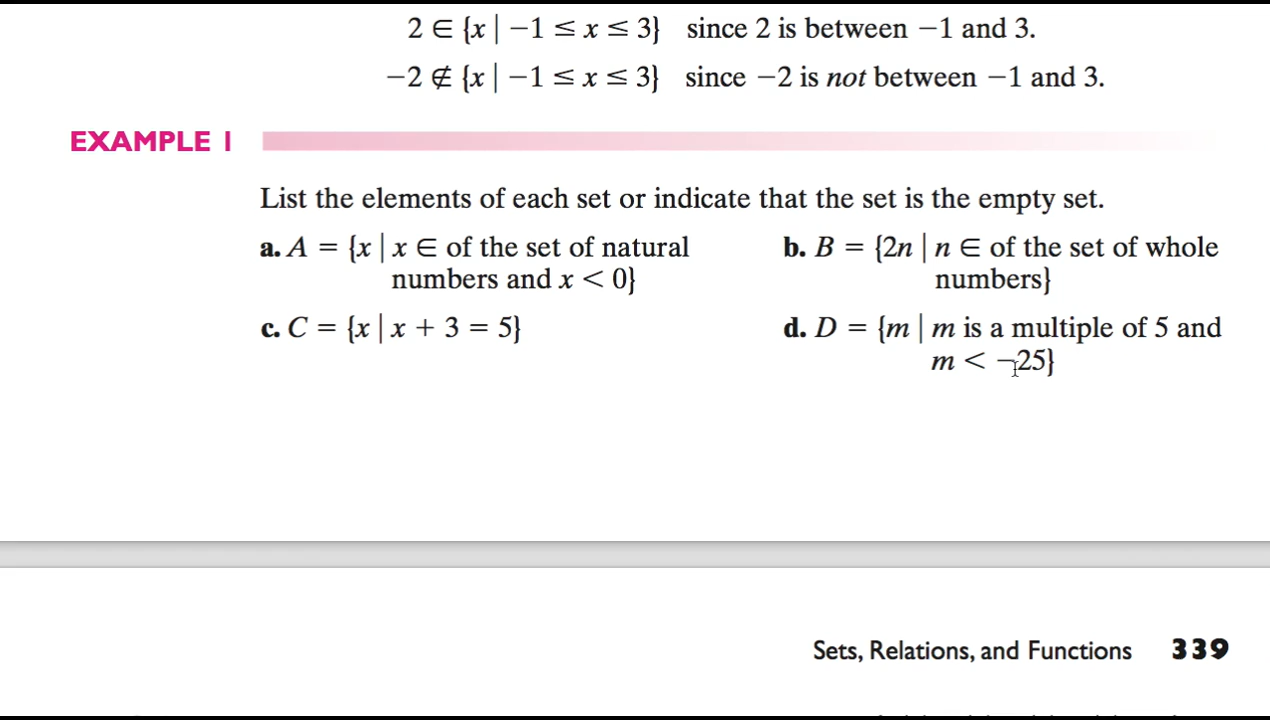 2 ∈ {x | −1 ≤ x ≤ 3} since 2 is between −1 and 3.
−2 ∉ {x | −1 ≤ x ≤ 3} since −2 is not between −1 and 3.
EXAMPLE 1
List the elements of each set or indicate that the set is the empty set.
a. A = {x | x ∈ of the set of natural
numbers and x < 0}
b. B = {2n | n ∈ of the set of whole
numbers}
c. C = {x | x + 3 = 5}
d. D = {m | m is a multiple of 5 and
m < −25}
Sets, Relations, and Functions 339